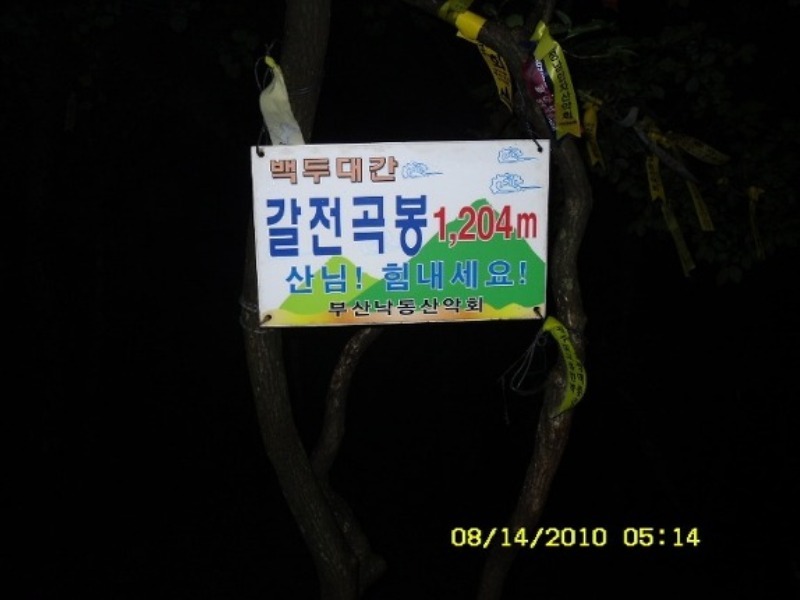 백두대간
갈전곡봉 1,204m
산님! 힘내세요!
부산낙동산악회
08/14/2010 05:14